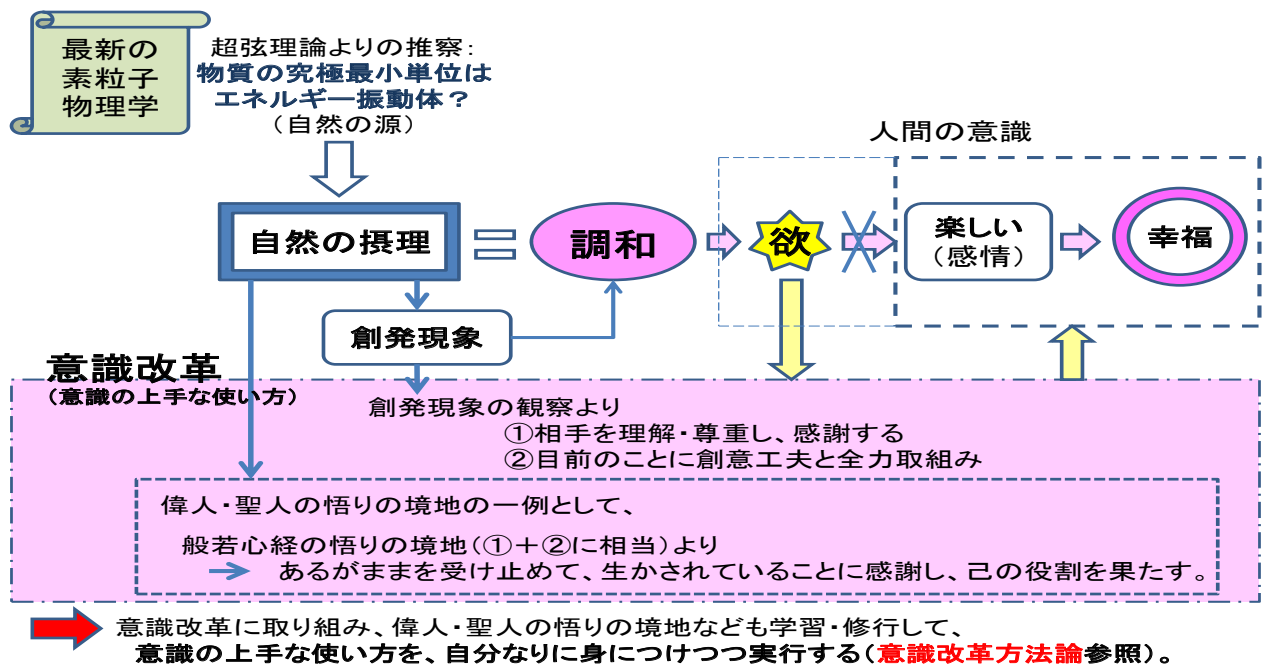 最新の
素粒子
物理学
超弦理論よりの推察：
物質の究極最小単位は
エネルギー振動体？
（自然の源）
人間の意識
自然の摂理
＝
調和
欲
楽しい
（感情）
幸福
創発現象
意識改革
（意識の上手な使い方）
創発現象の観察より
①相手を理解・尊重し、感謝する
②目前のことに創意工夫と全力取組み
偉人・聖人の悟りの境地の一例として、
般若心経の悟りの境地（①＋②に相当）より
あるがままを受け止めて、生かされていることに感謝し、己の役割を果たす。
意識改革に取り組み、偉人・聖人の悟りの境地なども学習・修行して、
意識の上手な使い方を、自分なりに身につけつつ実行する（意識改革方法論参照）。